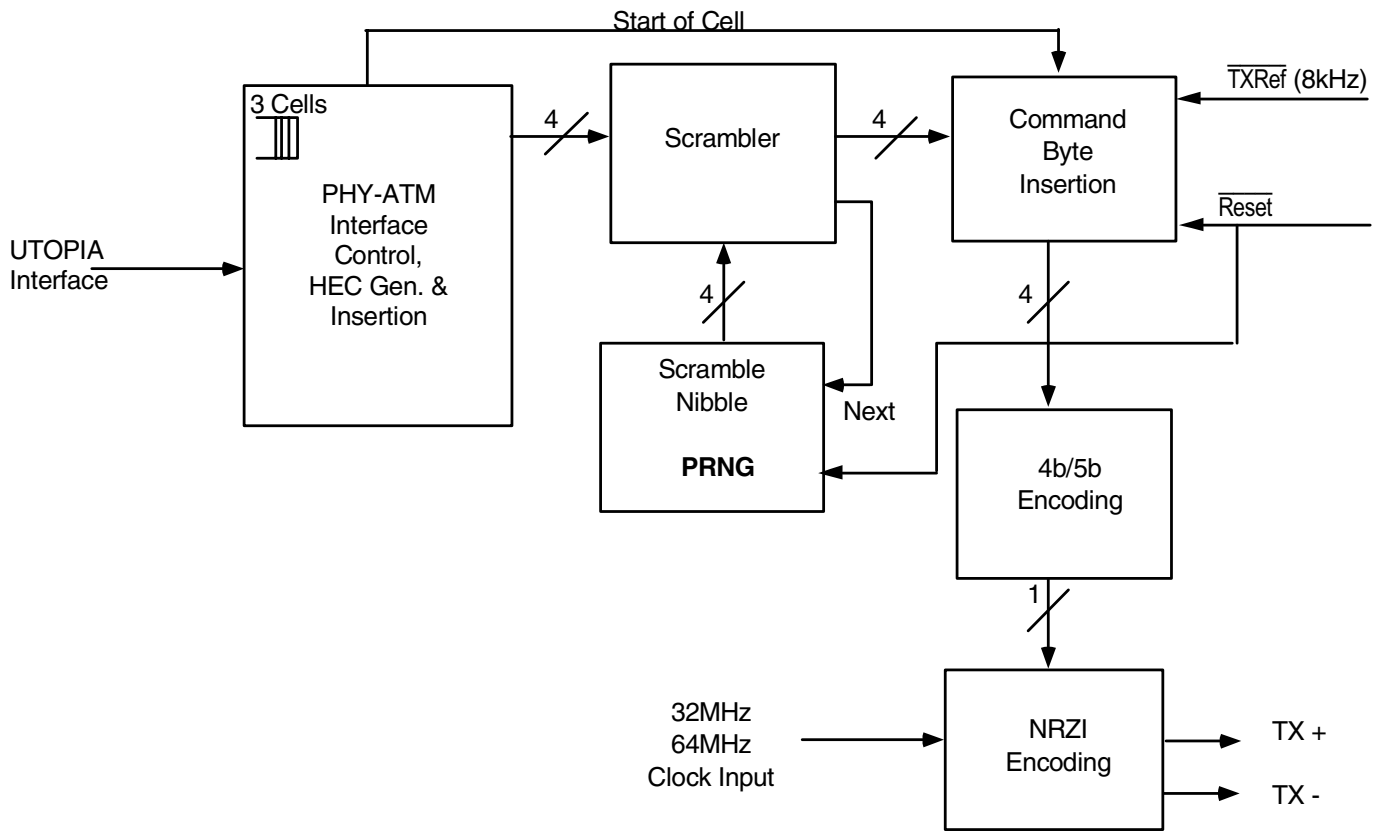 Start of Cell
3 Cells
PHY-ATM
Interface
Control,
HEC Gen. &
Insertion
UTOPIA
Interface
4
Scrambler
4
Command
Byte
Insertion
TXRef (8kHz)
Reset
4
Scramble
Nibble
PRNG
Next
4
4b/5b
Encoding
1
32MHz
64MHz
Clock Input
NRZI
Encoding
TX +
TX -